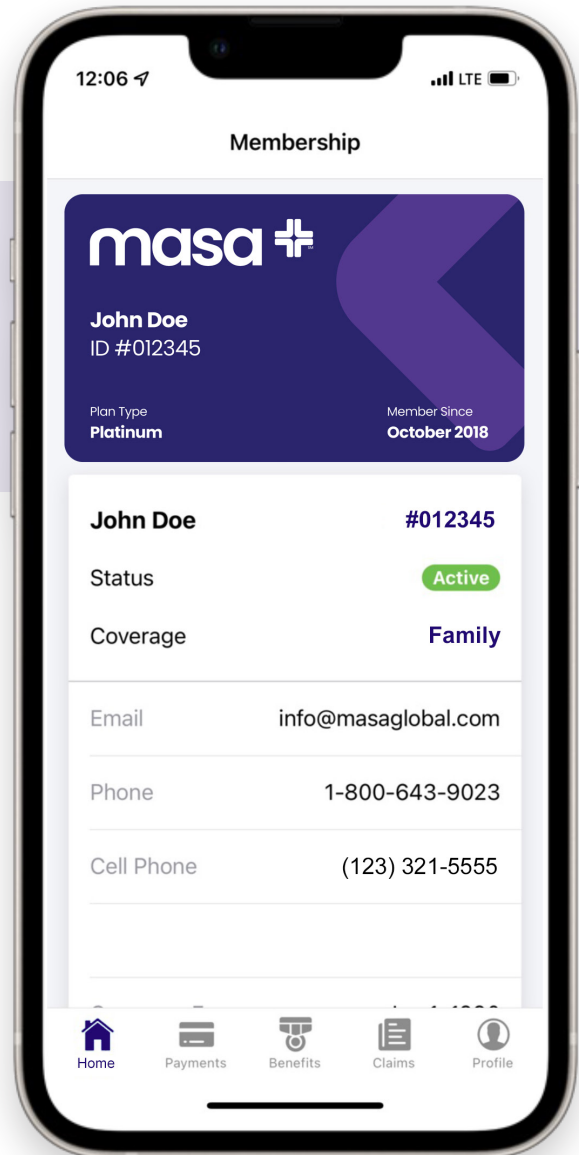 12:06
LTE
Membership
masa
John Doe
ID #012345
Plan Type
Member Since
Platinum
October 2018
John Doe
#012345
Status
Active
Coverage
Family
Email
info@masaglobal.com
Phone
1-800-643-9023
Cell Phone
(123) 321-5555
Home
Payments
Benefits
Claims
Profile